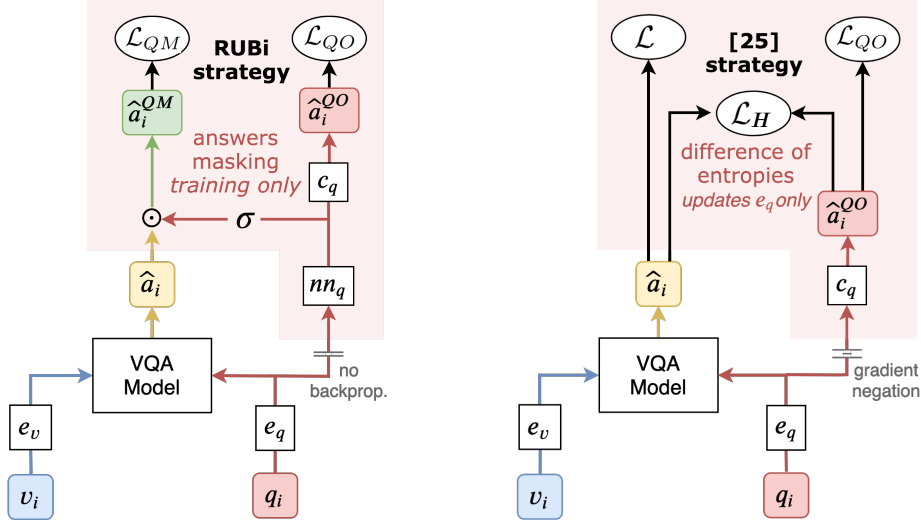 ℒ_QM
RUBi
strategy
ℒ_QO
â_i^QM
â_i^QO
answers
masking
training only
c_q
⊙
σ
â_i
nn_q
VQA
Model
no
backprop.
e_v
e_q
v_i
q_i
ℒ
[25]
strategy
ℒ_QO
ℒ_H
difference of
entropies
updates e_q only
â_i^QO
â_i
c_q
VQA
Model
gradient
negation
e_v
e_q
v_i
q_i